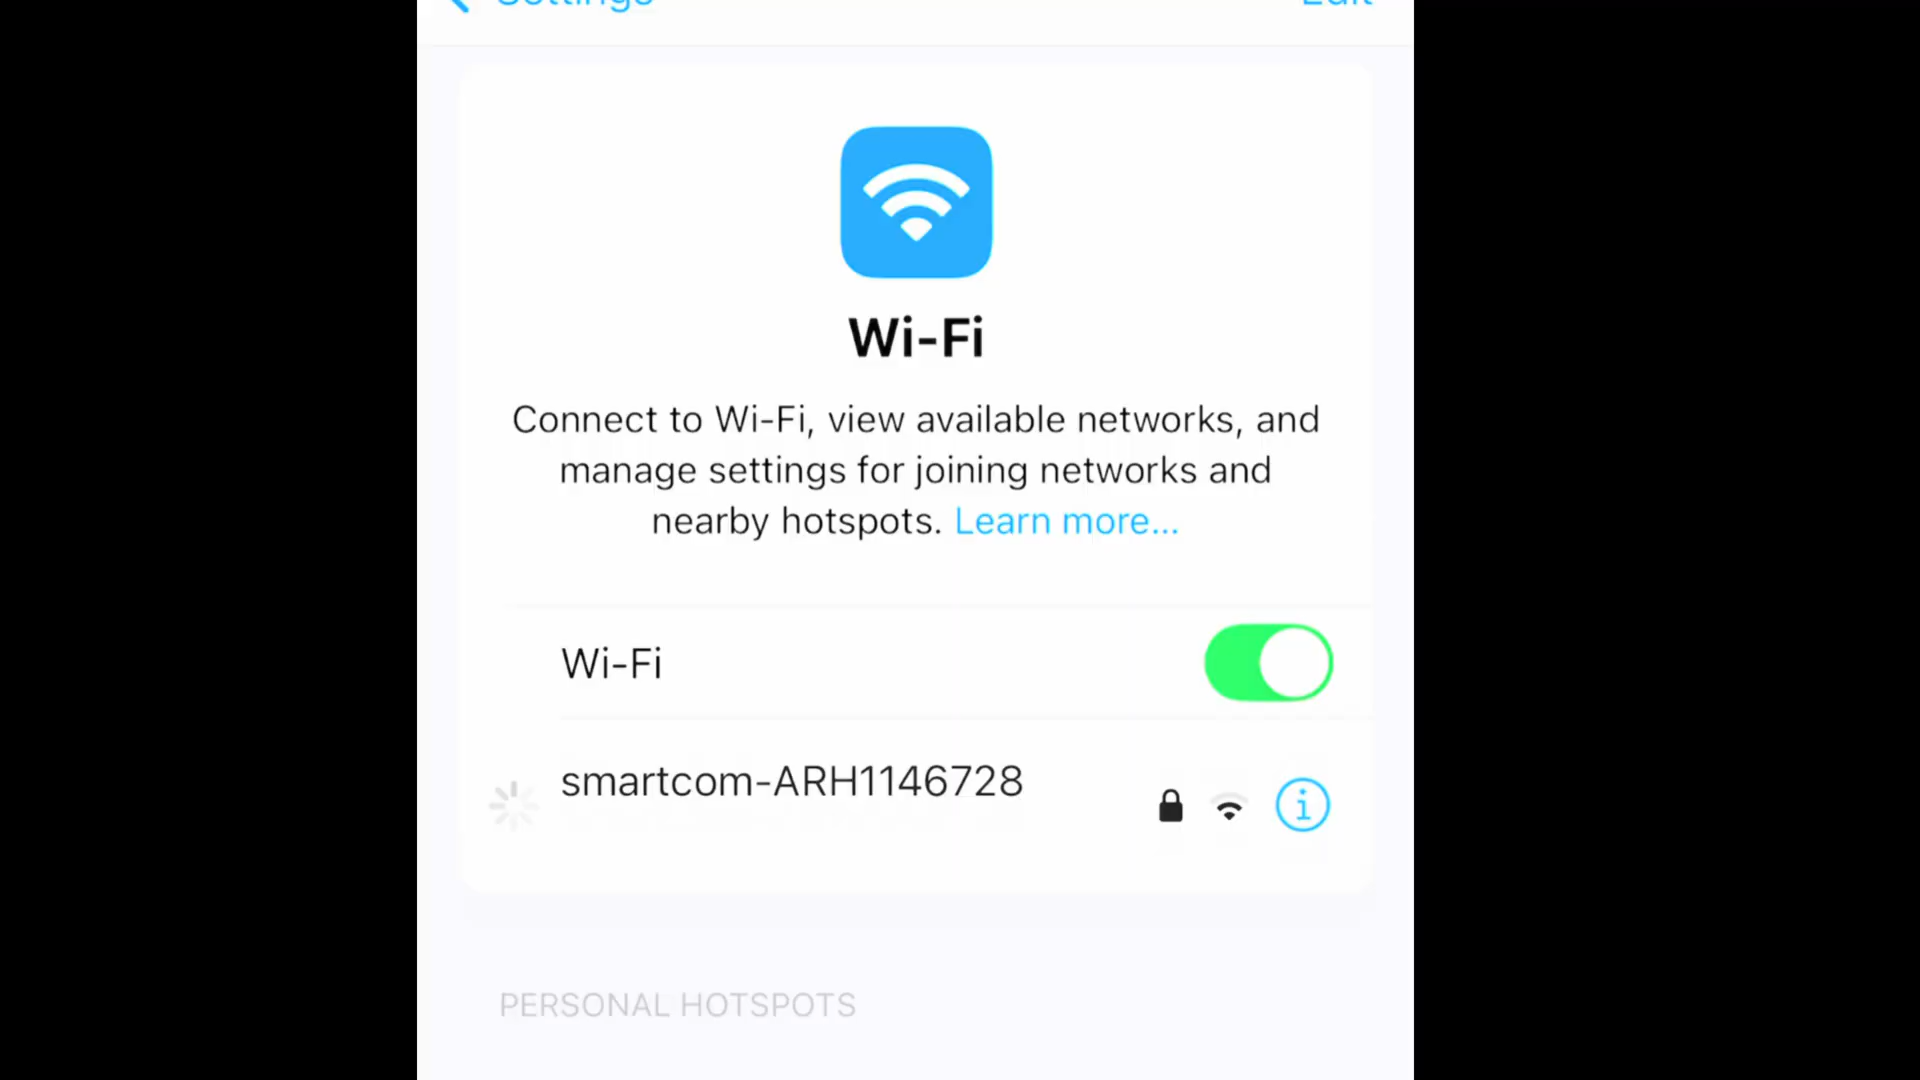 Settings
Edit
Wi-Fi
Connect to Wi-Fi, view available networks, and
manage settings for joining networks and
nearby hotspots. Learn more...
Wi-Fi
smartcom-ARH1146728
PERSONAL HOTSPOTS